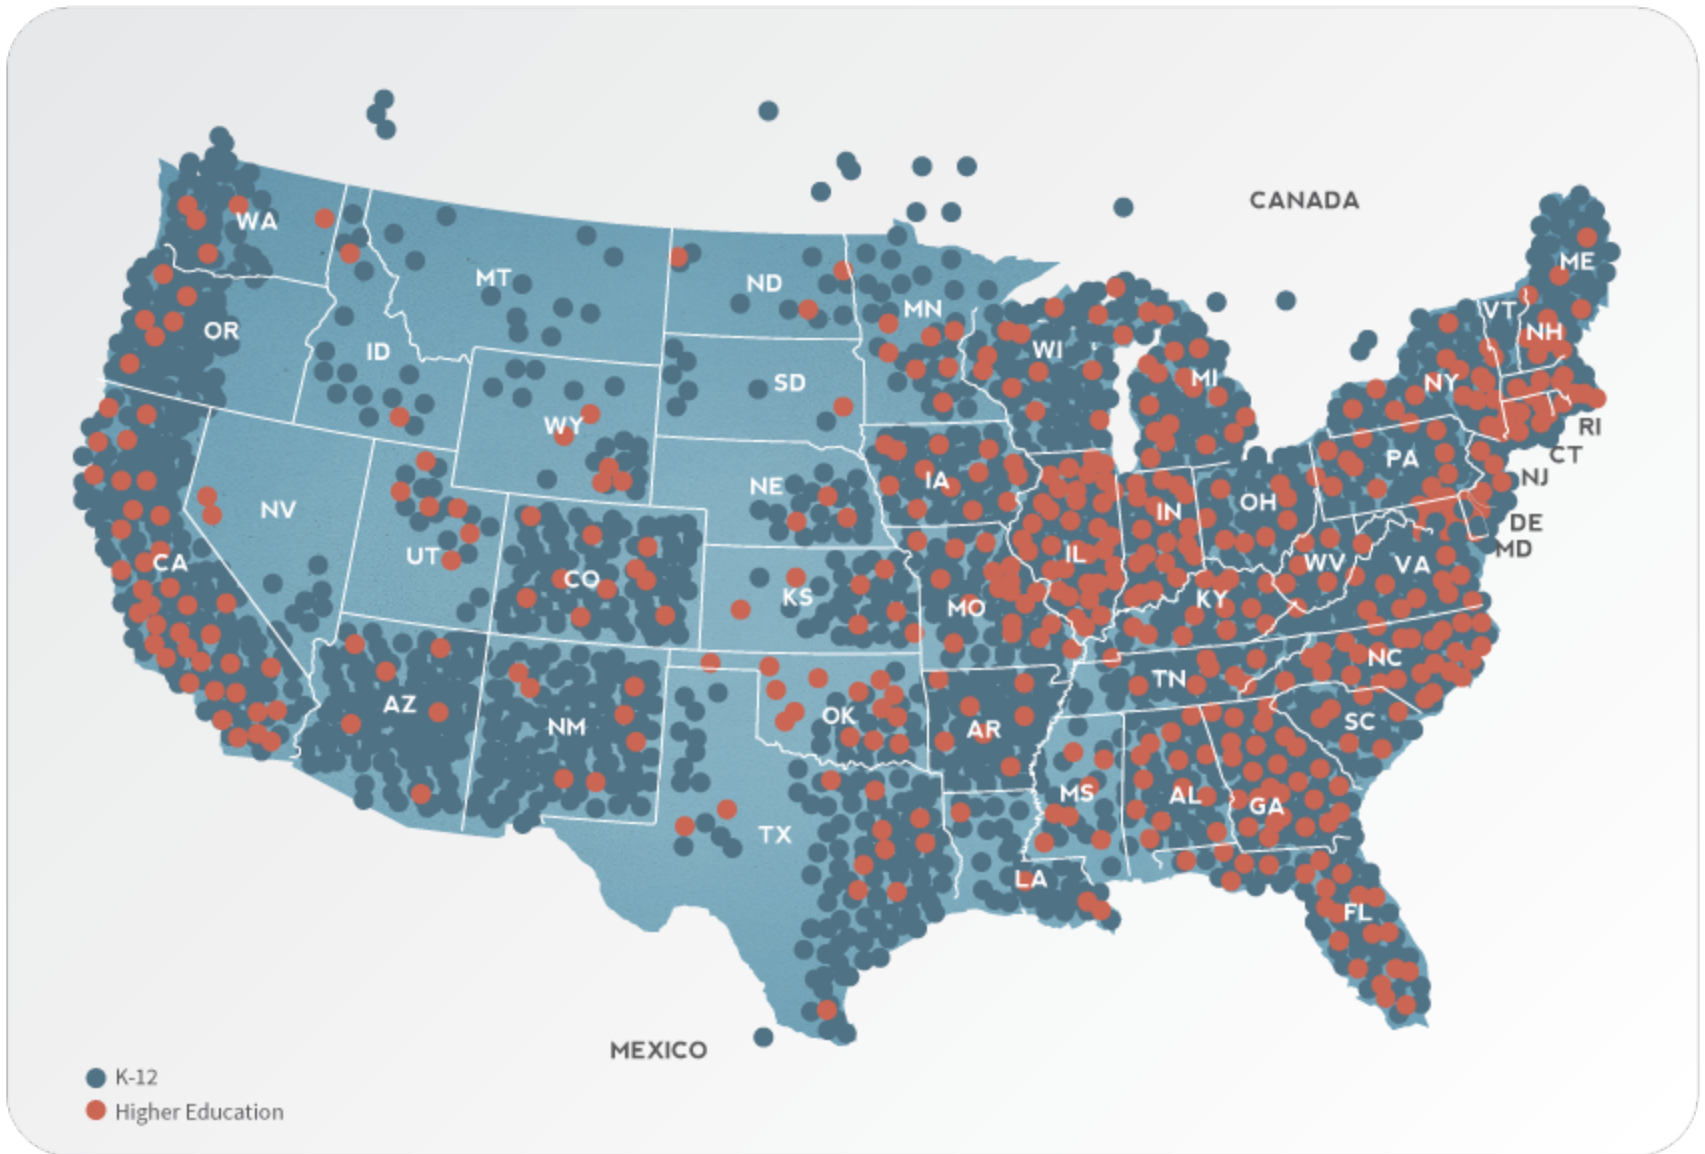 CANADA
WA
MT
ND
MN
OR
ID
SD
WI
MI
WY
NE
IA
NV
UT
CO
CA
KS
MO
IL
IN
OH
PA
NY
VT
NH
ME
RI
CT
NJ
DE
MD
WV
VA
KY
NC
TN
SC
AZ
NM
OK
AR
TX
LA
MS
AL
GA
FL
MEXICO
K-12
Higher Education